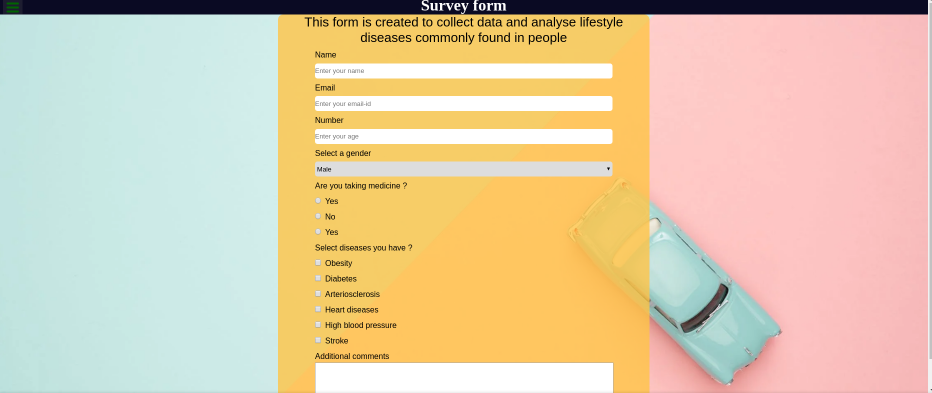 Survey form
This form is created to collect data and analyse lifestyle
diseases commonly found in people
Name
Enter your name
Email
Enter your email-id
Number
Enter your age
Select a gender
Male
Are you taking medicine ?
Yes
No
Yes
Select diseases you have ?
Obesity
Diabetes
Arteriosclerosis
Heart diseases
High blood pressure
Stroke
Additional comments